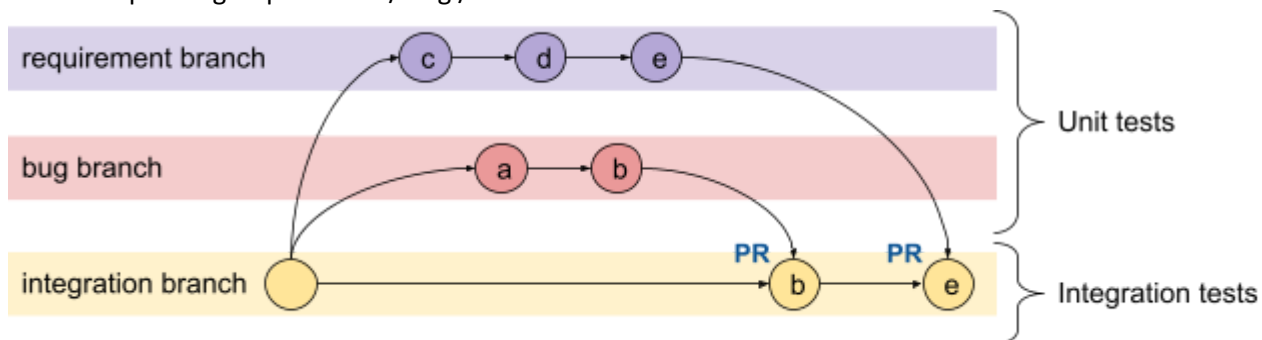 requirement branch
c
d
e
Unit tests
bug branch
a
b
PR
PR
integration branch
b
e
Integration tests